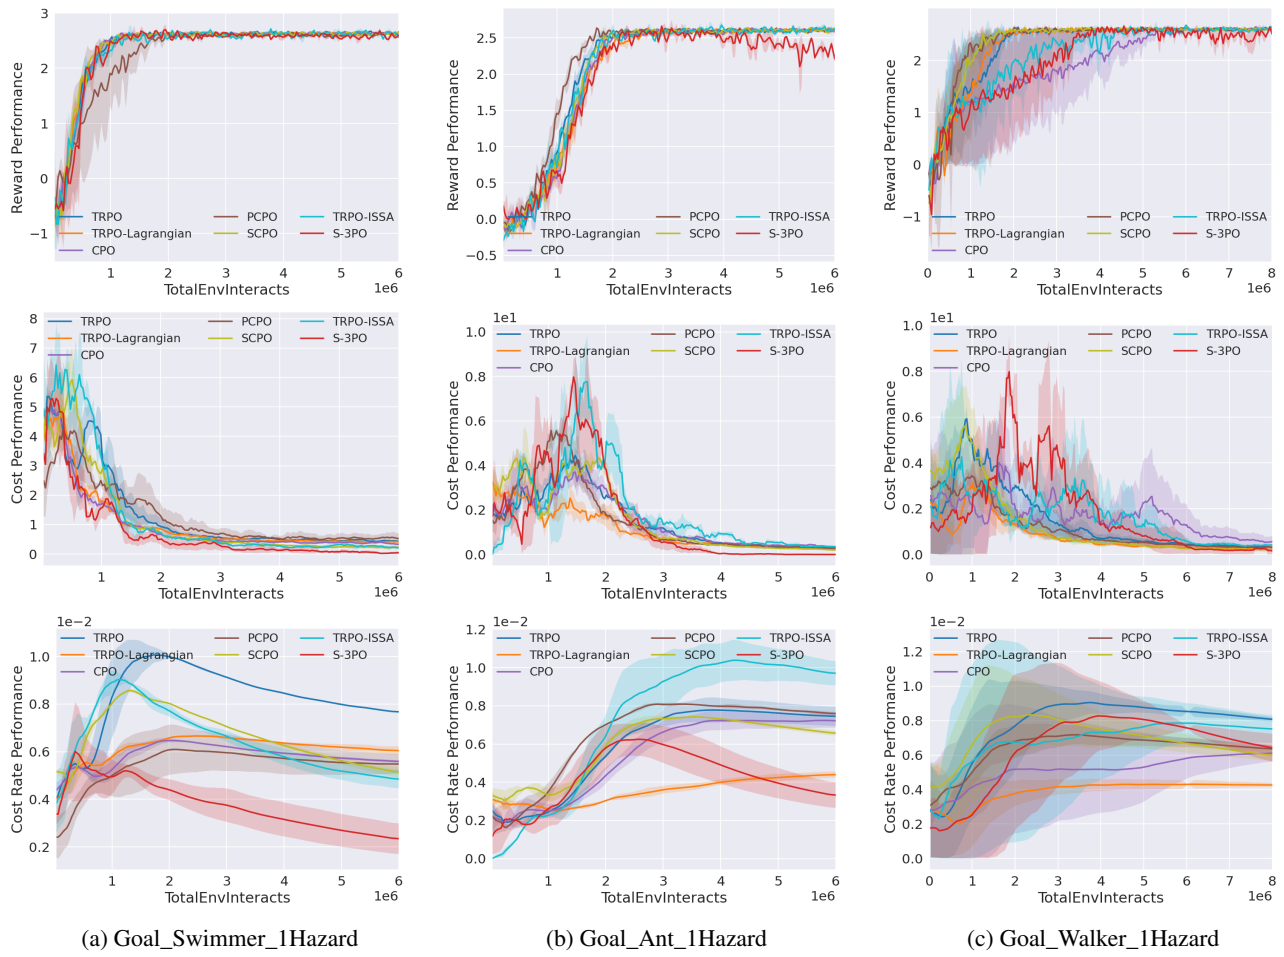 3
2
1
0
−1
Reward Performance
TRPO
TRPO-Lagrangian
CPO
PCPO
SCPO
TRPO-ISSA
S-3PO
1 2 3 4 5 6
TotalEnvInteracts
1e6
2.5
2.0
1.5
1.0
0.5
0.0
−0.5
Reward Performance
TRPO
TRPO-Lagrangian
CPO
PCPO
SCPO
TRPO-ISSA
S-3PO
1 2 3 4 5 6
TotalEnvInteracts
1e6
2
1
0
−1
Reward Performance
TRPO
TRPO-Lagrangian
CPO
PCPO
SCPO
TRPO-ISSA
S-3PO
0 1 2 3 4 5 6 7 8
TotalEnvInteracts
1e6
8
7
6
5
4
3
2
1
0
Cost Performance
TRPO
TRPO-Lagrangian
CPO
PCPO
SCPO
TRPO-ISSA
S-3PO
1 2 3 4 5 6
TotalEnvInteracts
1e6
1e1
1.0
0.8
0.6
0.4
0.2
0.0
Cost Performance
TRPO
TRPO-Lagrangian
CPO
PCPO
SCPO
TRPO-ISSA
S-3PO
1 2 3 4 5 6
TotalEnvInteracts
1e6
1e1
1.0
0.8
0.6
0.4
0.2
0.0
Cost Performance
TRPO
TRPO-Lagrangian
CPO
PCPO
SCPO
TRPO-ISSA
S-3PO
0 1 2 3 4 5 6 7 8
TotalEnvInteracts
1e6
1e−2
1.0
0.8
0.6
0.4
0.2
Cost Rate Performance
TRPO
TRPO-Lagrangian
CPO
PCPO
SCPO
TRPO-ISSA
S-3PO
1 2 3 4 5 6
TotalEnvInteracts
1e6
1e−2
1.2
1.0
0.8
0.6
0.4
0.2
0.0
Cost Rate Performance
TRPO
TRPO-Lagrangian
CPO
PCPO
SCPO
TRPO-ISSA
S-3PO
1 2 3 4 5 6
TotalEnvInteracts
1e6
1e−2
1.2
1.0
0.8
0.6
0.4
0.2
0.0
Cost Rate Performance
TRPO
TRPO-Lagrangian
CPO
PCPO
SCPO
TRPO-ISSA
S-3PO
0 1 2 3 4 5 6 7 8
TotalEnvInteracts
1e6
(a) Goal_Swimmer_1Hazard
(b) Goal_Ant_1Hazard
(c) Goal_Walker_1Hazard